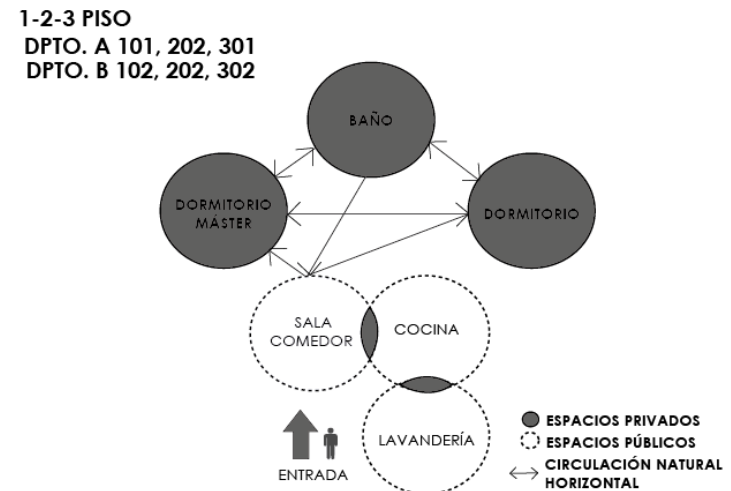 1-2-3 PISO
DPTO. A 101, 202, 301
DPTO. B 102, 202, 302
BAÑO
DORMITORIO
MÁSTER
DORMITORIO
SALA
COMEDOR
COCINA
LAVANDERÍA
ENTRADA
ESPACIOS PRIVADOS
ESPACIOS PÚBLICOS
CIRCULACIÓN NATURAL
HORIZONTAL